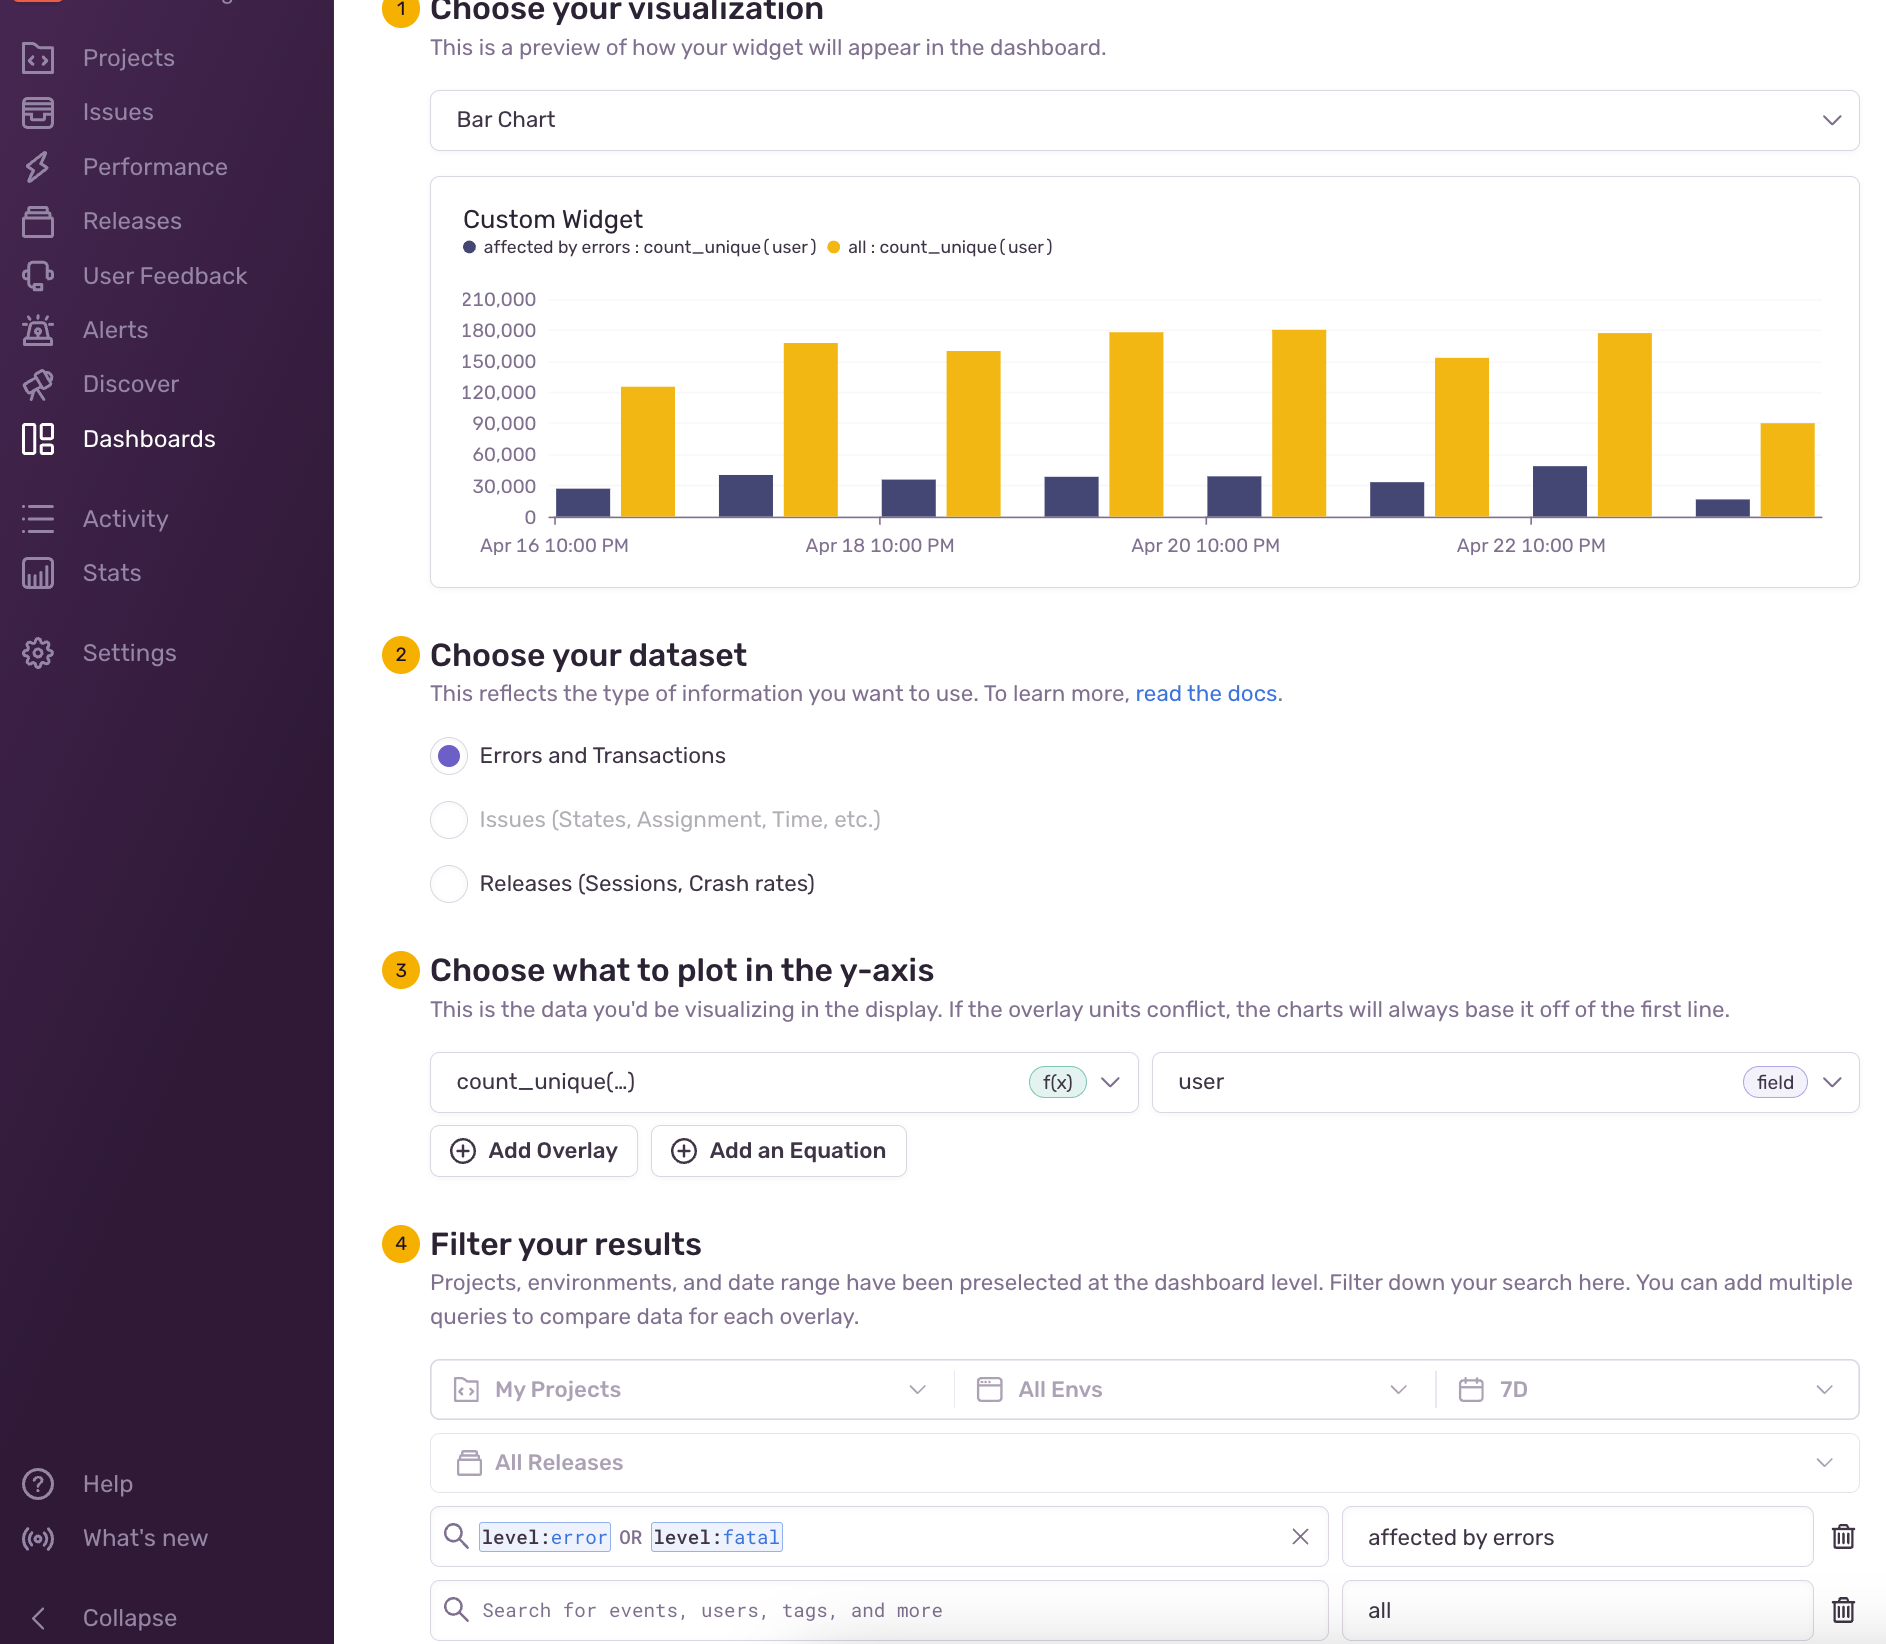 Projects
Issues
Performance
Releases
User Feedback
Alerts
Discover
Dashboards
Activity
Stats
Settings
Help
What's new
Collapse
1 Choose your visualization
This is a preview of how your widget will appear in the dashboard.
Bar Chart
Custom Widget
affected by errors : count_unique(user) all : count_unique(user)
210,000
180,000
150,000
120,000
90,000
60,000
30,000
0
Apr 16 10:00 PM Apr 18 10:00 PM Apr 20 10:00 PM Apr 22 10:00 PM
2 Choose your dataset
This reflects the type of information you want to use. To learn more, read the docs.
Errors and Transactions
Issues (States, Assignment, Time, etc.)
Releases (Sessions, Crash rates)
3 Choose what to plot in the y-axis
This is the data you'd be visualizing in the display. If the overlay units conflict, the charts will always base it off of the first line.
count_unique(…) f(x) user field
Add Overlay Add an Equation
4 Filter your results
Projects, environments, and date range have been preselected at the dashboard level. Filter down your search here. You can add multiple
queries to compare data for each overlay.
My Projects All Envs 7D
All Releases
level:error OR level:fatal affected by errors
Search for events, users, tags, and more all